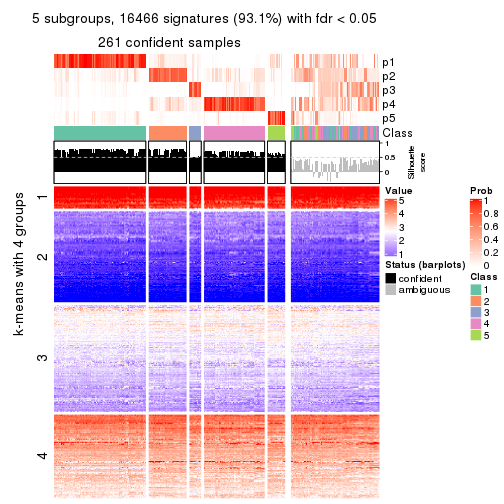 5 subgroups, 16466 signatures (93.1%) with fdr < 0.05
261 confident samples
p1
p2
p3
p4
p5
Class
1
0.5
0
Silhouette
score
k-means with 4 groups
1
2
3
4
Value
5
4
3
2
1
Status (barplots)
confident
ambiguous
Prob
1
0.8
0.6
0.4
0.2
0
Class
1
2
3
4
5